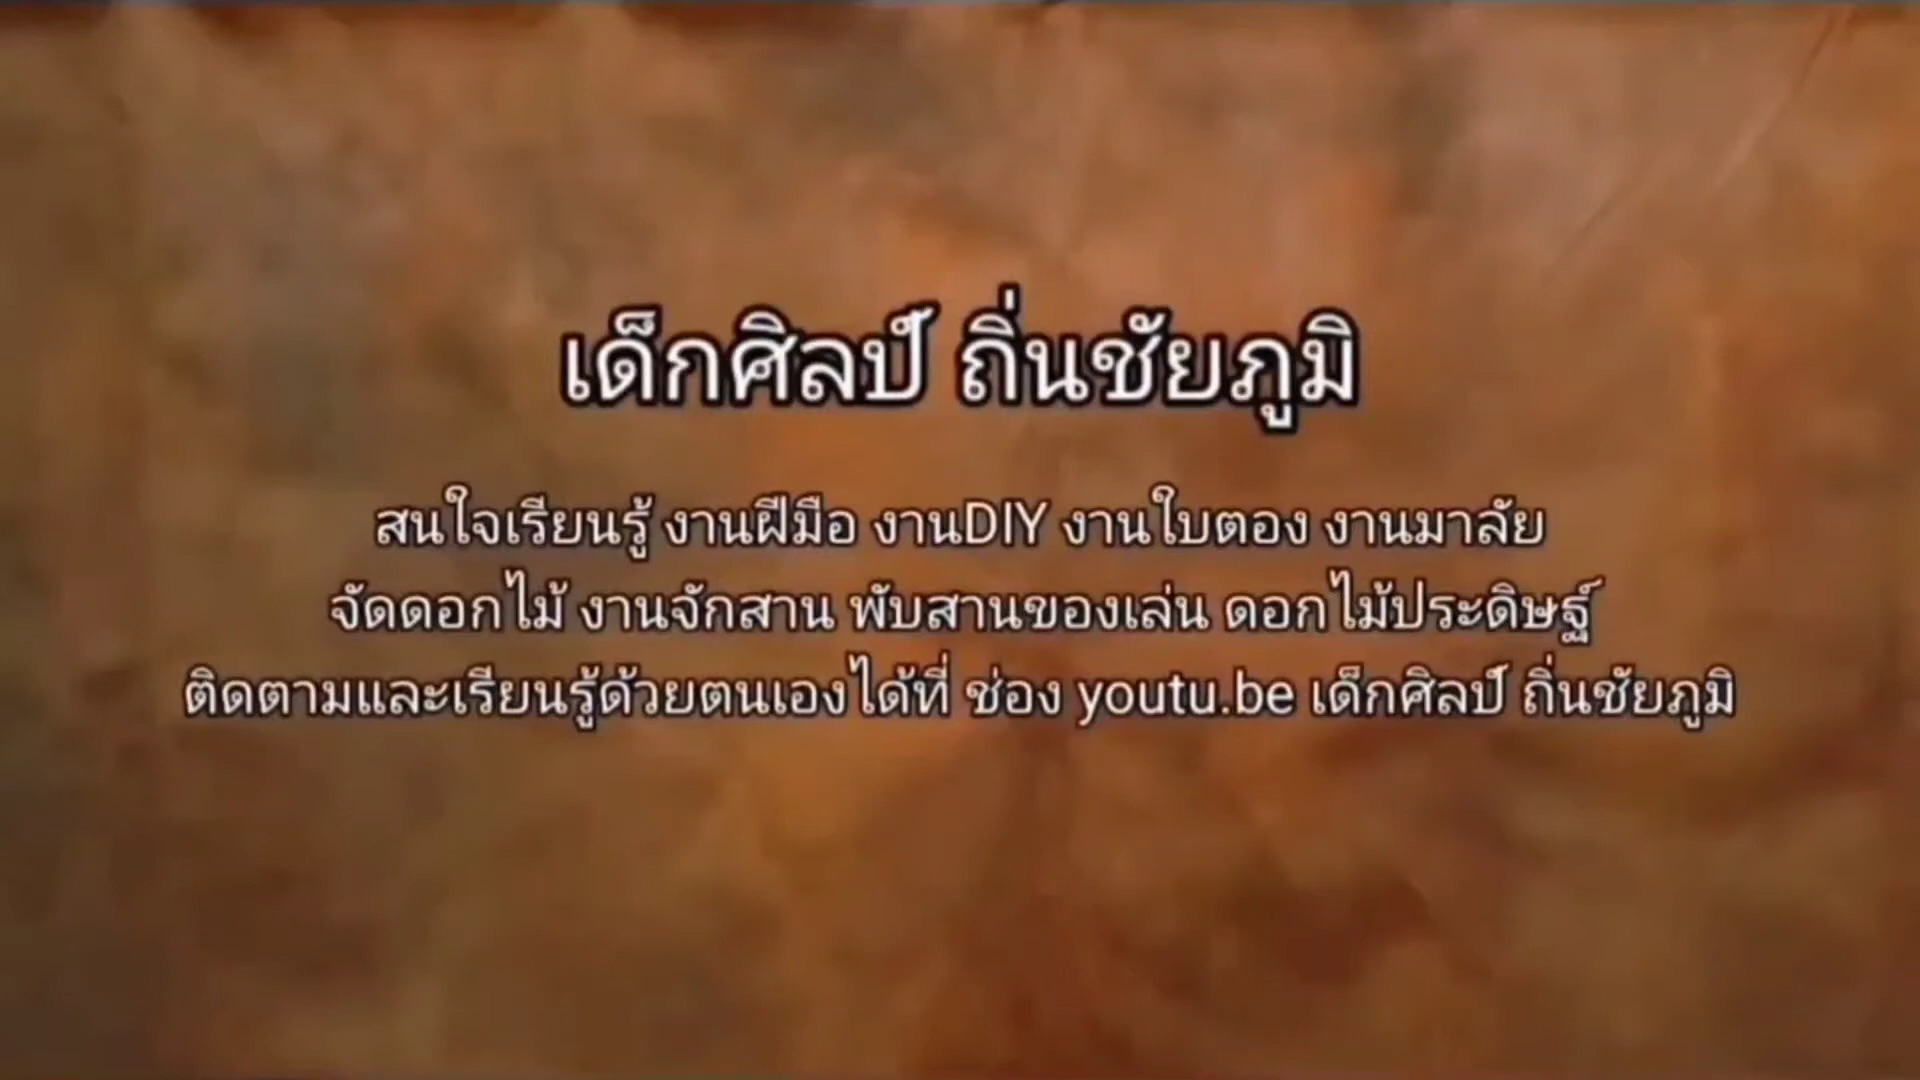 เด็กศิลป์ ถิ่นชัยภูมิ
สนใจเรียนรู้ งานฝีมือ งานDIY งานใบตอง งานมาลัย
จัดดอกไม้ งานจักสาน พับสานของเล่น ดอกไม้ประดิษฐ์
ติดตามและเรียนรู้ด้วยตนเองได้ที่ ช่อง youtu.be เด็กศิลป์ ถิ่นชัยภูมิ